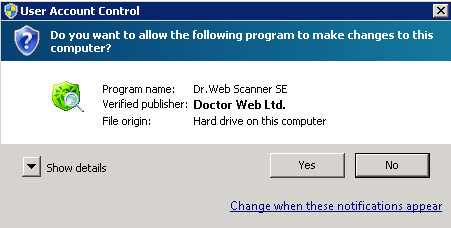 User Account Control
Do you want to allow the following program to make changes to this
computer?
Program name: Dr.Web Scanner SE
Verified publisher: Doctor Web Ltd.
File origin: Hard drive on this computer
Show details
Yes
No
Change when these notifications appear